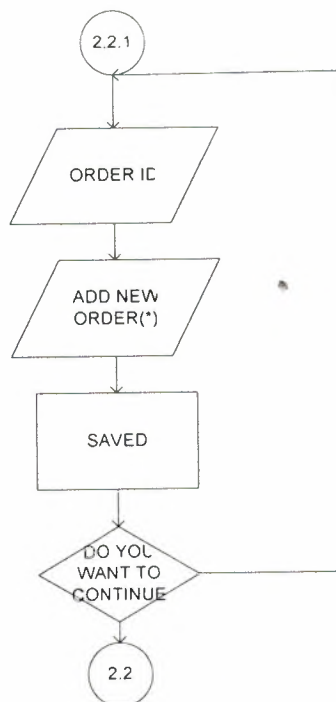 2.2.1
ORDER ID
ADD NEW
ORDER(*)
SAVED
DO YOU
WANT TO
CONTINUE
2.2